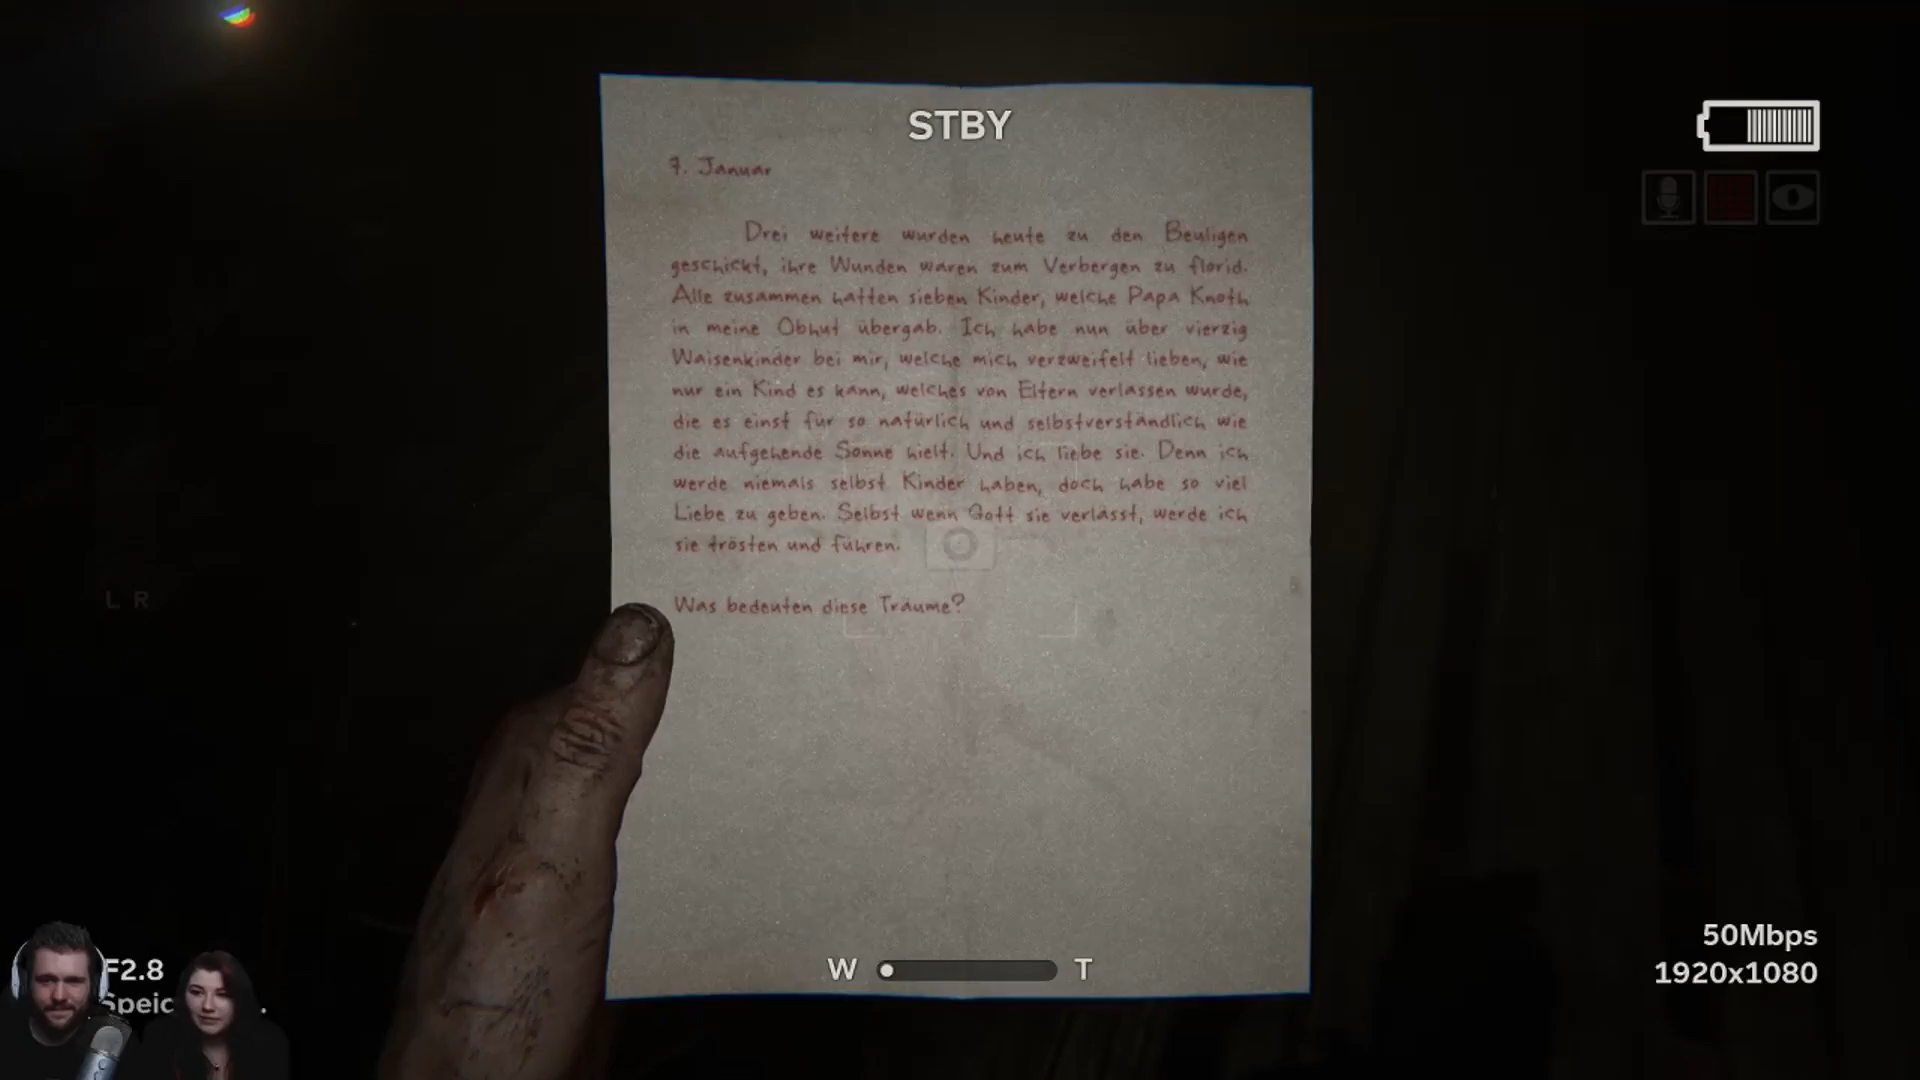 STBY
7. Januar
Drei weitere wurden heute zu den Beuligen
geschickt, ihre Wunden waren zum Verbergen zu florid.
Alle zusammen hatten sieben Kinder, welche Papa Knoth
in meine Obhut übergab. Ich habe nun über vierzig
Waisenkinder bei mir, welche mich verzweifelt lieben, wie
nur ein Kind es kann, welches von Eltern verlassen wurde,
die es einst für so natürlich und selbstverständlich wie
die aufgehende Sonne hielt. Und ich liebe sie. Denn ich
werde niemals selbst Kinder haben, doch habe so viel
Liebe zu geben. Selbst wenn Gott sie verlässt, werde ich
sie trösten und führen.
Was bedeuten diese Träume?
L R
F2.8
Speic
W T
50Mbps
1920x1080